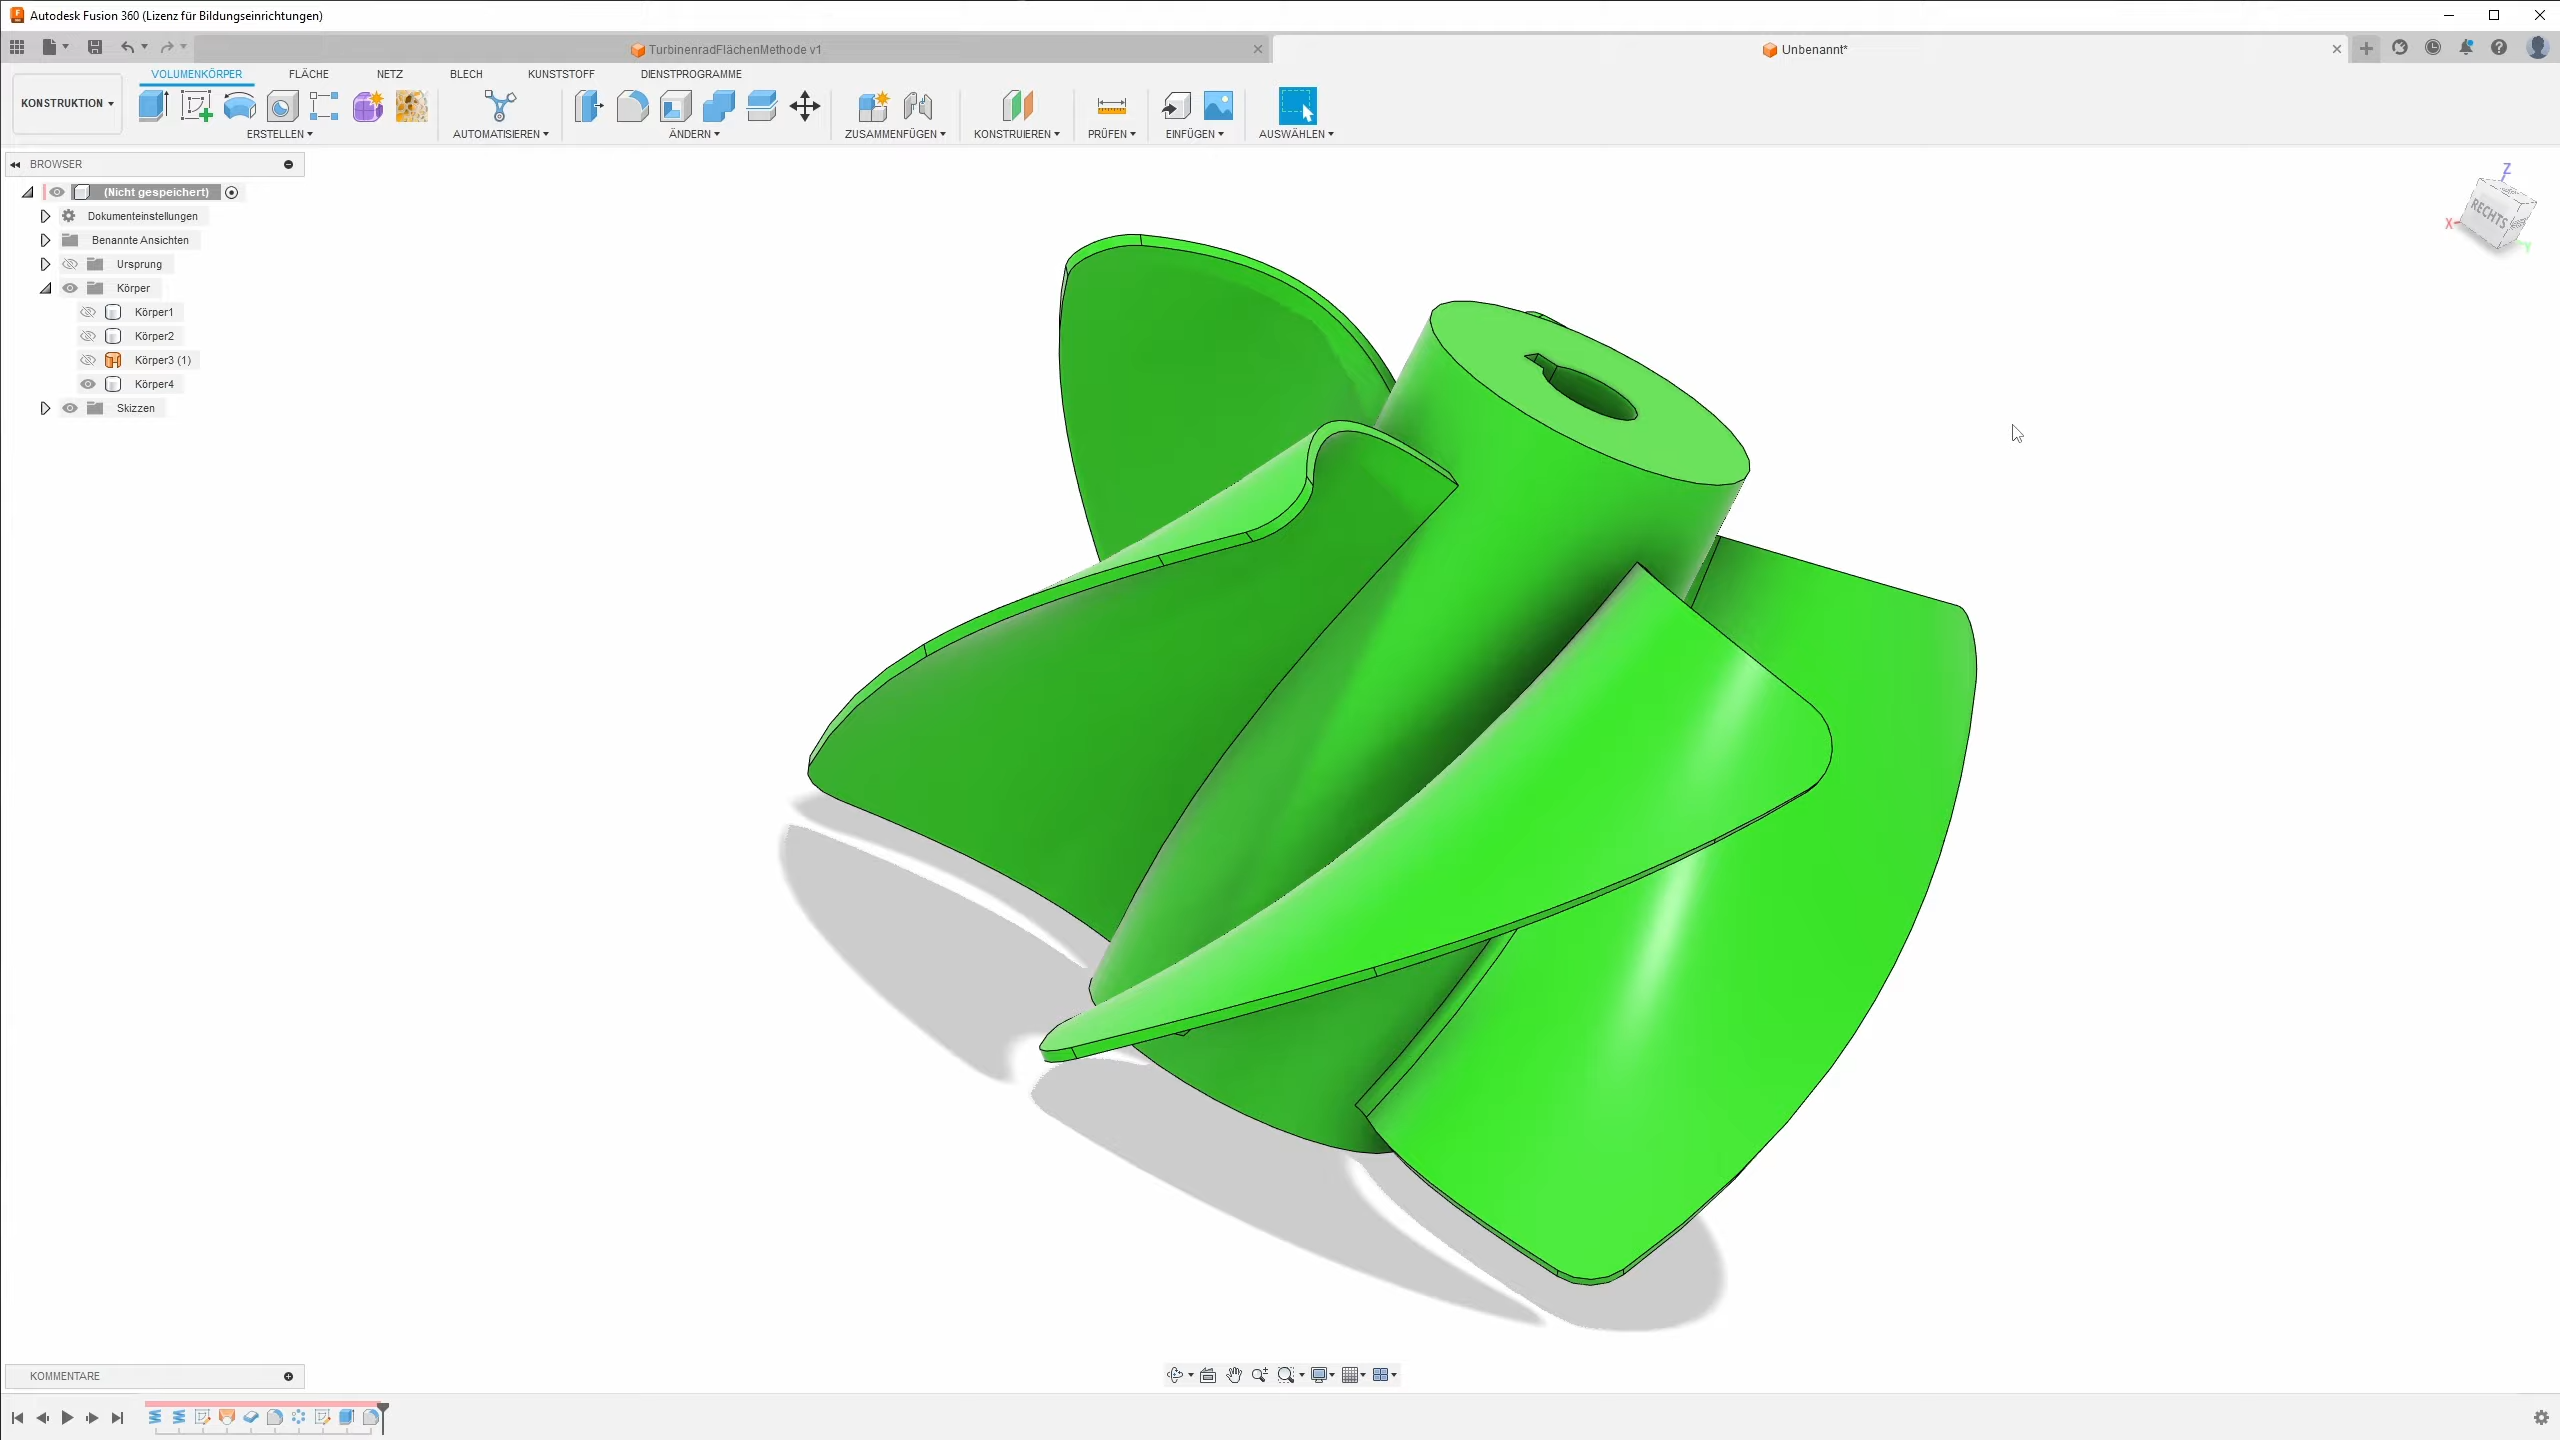 Autodesk Fusion 360 (Lizenz für Bildungseinrichtungen)
TurbinenradFlächenMethode v1
Unbenannt*
KONSTRUKTION
VOLUMENKÖRPER FLÄCHE NETZ BLECH KUNSTSTOFF DIENSTPROGRAMME
ERSTELLEN AUTOMATISIEREN ÄNDERN ZUSAMMENFÜGEN KONSTRUIEREN PRÜFEN EINFÜGEN AUSWÄHLEN
BROWSER
(Nicht gespeichert)
Dokumenteinstellungen
Benannte Ansichten
Ursprung
Körper
Körper1
Körper2
Körper3 (1)
Körper4
Skizzen
Z
RECHTS
X
Y
KOMMENTARE